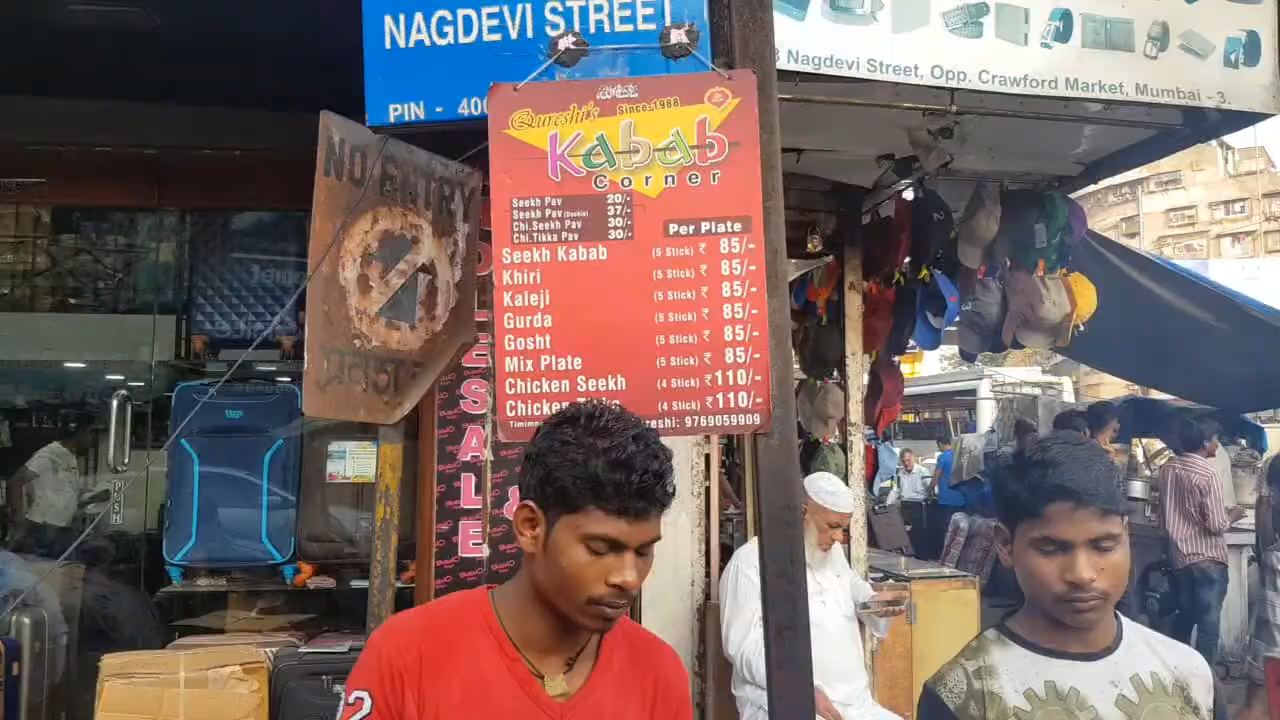 NAGDEVI STREET
PIN - 400
Nagdevi Street, Opp. Crawford Market, Mumbai - 3.
NO ENTRY
Qureshi's
Since-1988
Kabab
Corner
Seekh Pav 20/-
Seekh Pav (Double) 37/-
Chi.Seekh Pav 30/-
Chi.Tikka Pav 30/-
Per Plate
Seekh Kabab (5 Stick) ₹ 85/-
Khiri (5 Stick) ₹ 85/-
Kaleji (5 Stick) ₹ 85/-
Gurda (5 Stick) ₹ 85/-
Gosht (5 Stick) ₹ 85/-
Mix Plate (5 Stick) ₹ 85/-
Chicken Seekh (4 Stick) ₹ 110/-
Chicken (4 Stick) ₹ 110/-
9769059909
LESALE
PUSH